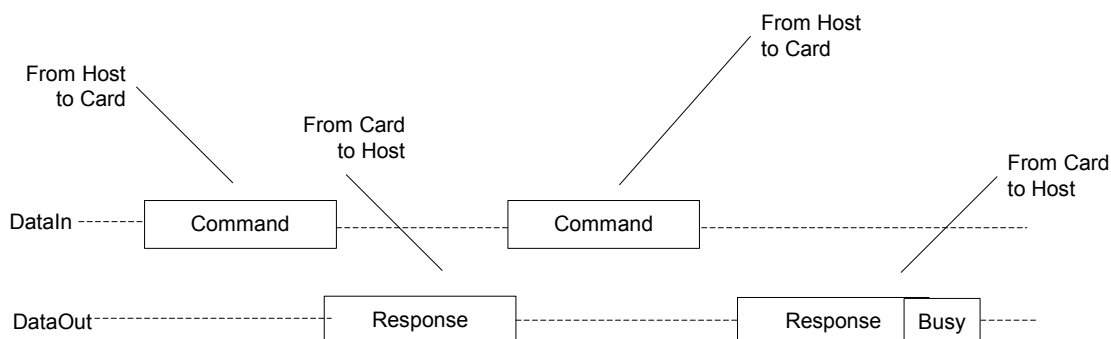 From Host
to Card
From Host
to Card
From Card
to Host
From Card
to Host
DataIn
Command
Command
DataOut
Response
Response
Busy